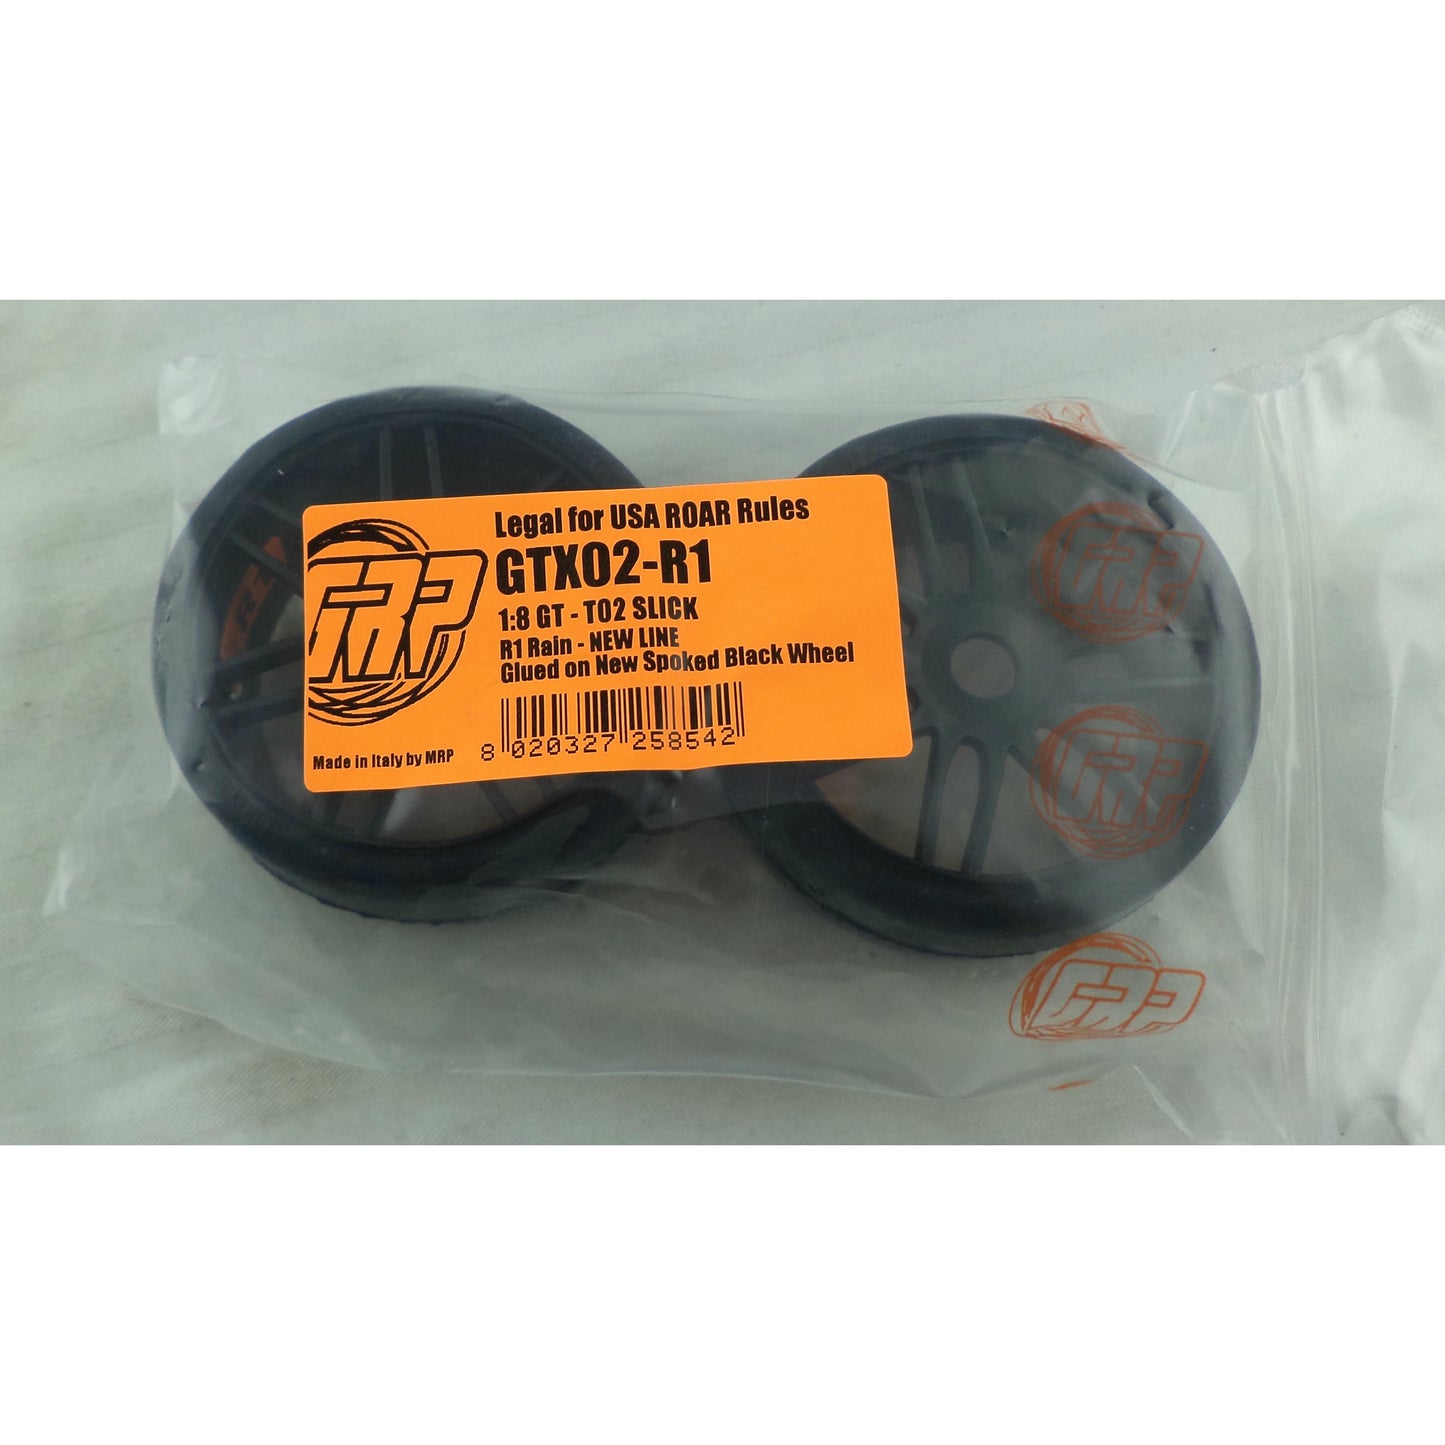 Legal for USA ROAR Rules
GRP
GTX02-R1
1:8 GT - T02 SLICK
R1 Rain - NEW LINE
Glued on New Spoked Black Wheel
8 020327 258542
Made in Italy by MRP
GRP
GRP
GRP